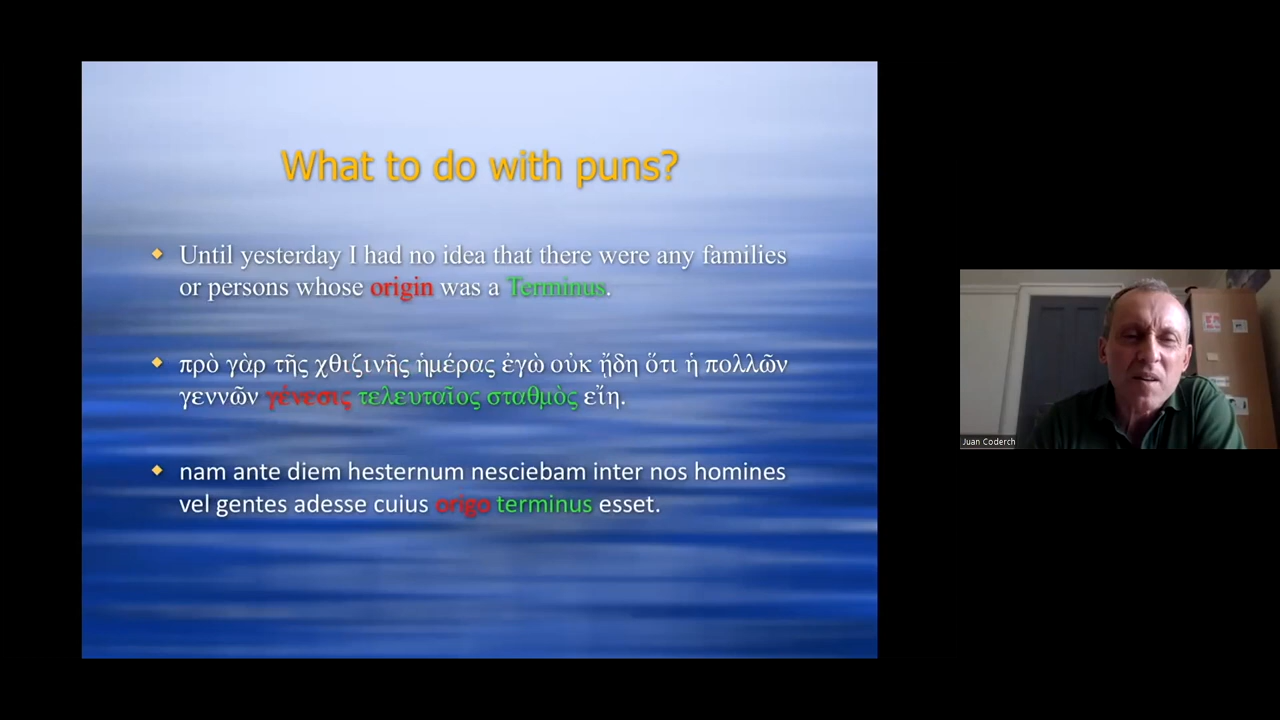 What to do with puns?
Until yesterday I had no idea that there were any families
or persons whose origin was a Terminus.
πρὸ γὰρ τῆς χθιζινῆς ἡμέρας ἐγὼ οὐκ ᾔδη ὅτι ἡ πολλῶν
γεννῶν γένεσις τελευταῖος σταθμὸς εἴη.
nam ante diem hesternum nesciebam inter nos homines
vel gentes adesse cuius origo terminus esset.
Juan Coderch